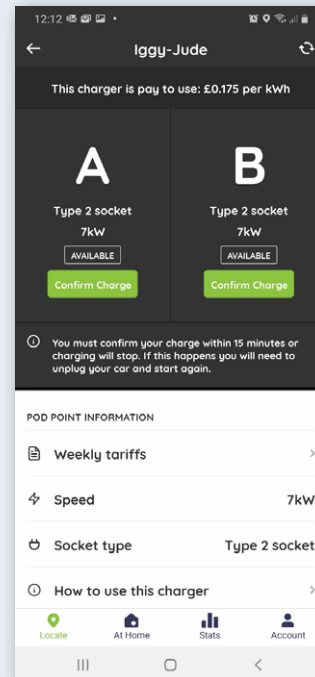 12:12
Iggy-Jude
This charger is pay to use: £0.175 per kWh
A
B
Type 2 socket
Type 2 socket
7kW
7kW
AVAILABLE
AVAILABLE
Confirm Charge
Confirm Charge
You must confirm your charge within 15 minutes or
charging will stop. If this happens you will need to
unplug your car and start again.
POD POINT INFORMATION
Weekly tariffs
Speed 7kW
Socket type Type 2 socket
How to use this charger
Locate At Home Stats Account